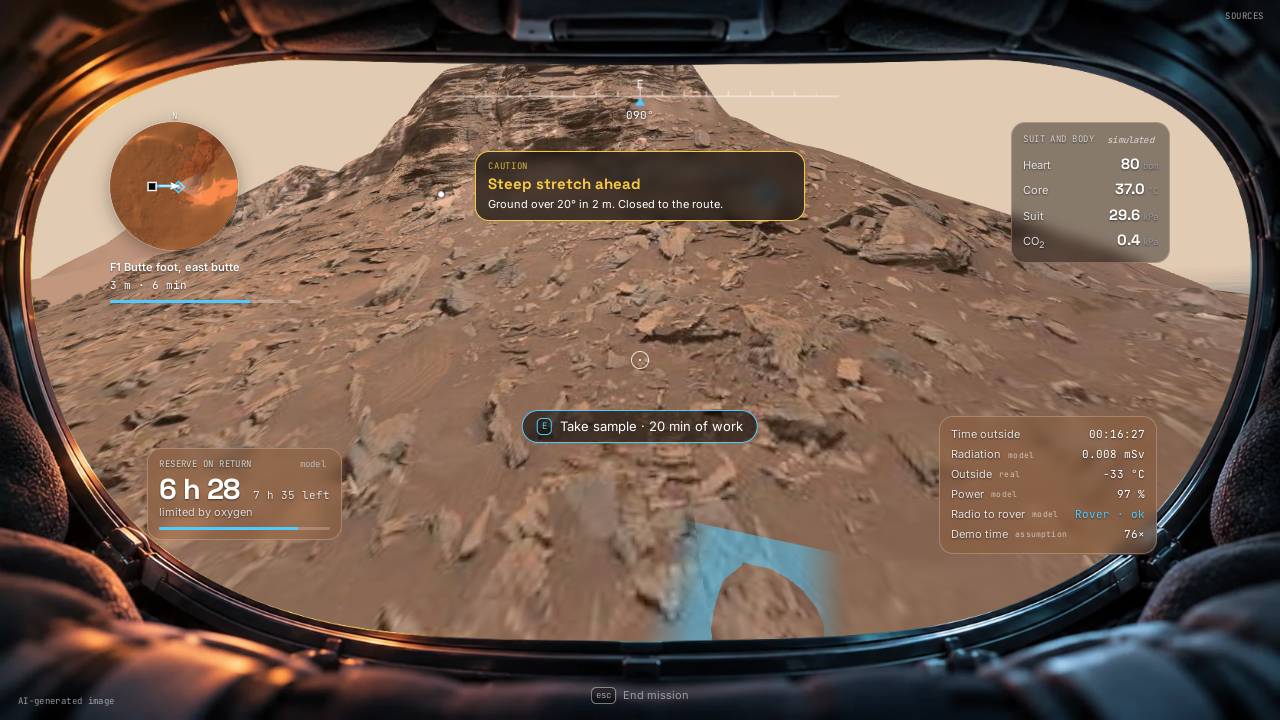 SOURCES
E
090°
N
CAUTION
Steep stretch ahead
Ground over 20° in 2 m. Closed to the route.
SUIT AND BODY simulated
Heart 80 bpm
Core 37.0 °C
Suit 29.6 kPa
CO2 0.4 kPa
F1 Butte foot, east butte
3 m · 6 min
E Take sample · 20 min of work
RESERVE ON RETURN model
6 h 28 7 h 35 left
limited by oxygen
Time outside 00:16:27
Radiation model 0.008 mSv
Outside real -33 °C
Power model 97 %
Radio to rover model Rover · ok
Demo time assumption 76×
esc End mission
AI-generated image